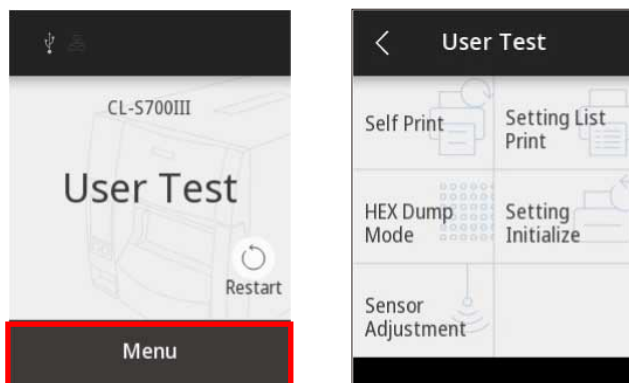 CL-S700III
User Test
Restart
Menu
User Test
Self Print
Setting List
Print
HEX Dump
Mode
Setting
Initialize
Sensor
Adjustment